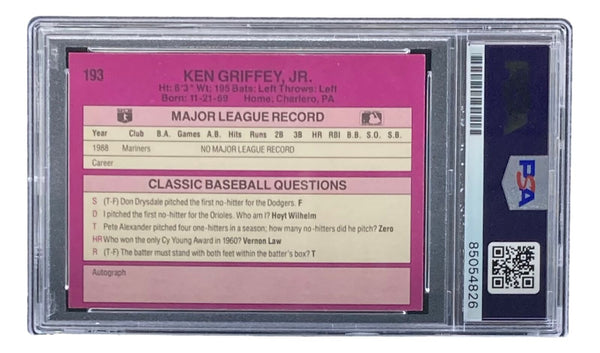 193
KEN GRIFFEY, JR.
Ht: 6'3" Wt: 195 Bats: Left Throws: Left
Born: 11-21-69 Home: Charlero, PA
MAJOR LEAGUE RECORD
Year Club B.A. Games A.B. Hits Runs 2B 3B HR RBI B.B. S.O. S.B.
1988 Mariners NO MAJOR LEAGUE RECORD
Career
CLASSIC BASEBALL QUESTIONS
S (T-F) Don Drysdale pitched the first no-hitter for the Dodgers. F
D I pitched the first no-hitter for the Orioles. Who am I? Hoyt Wilhelm
T Pete Alexander pitched four one-hitters in a season; how many no-hitters did he pitch? Zero
HR Who won the only Cy Young Award in 1960? Vernon Law
R (T-F) The batter must stand with both feet within the batter's box? T
Autograph
PSA
PSA
85054826